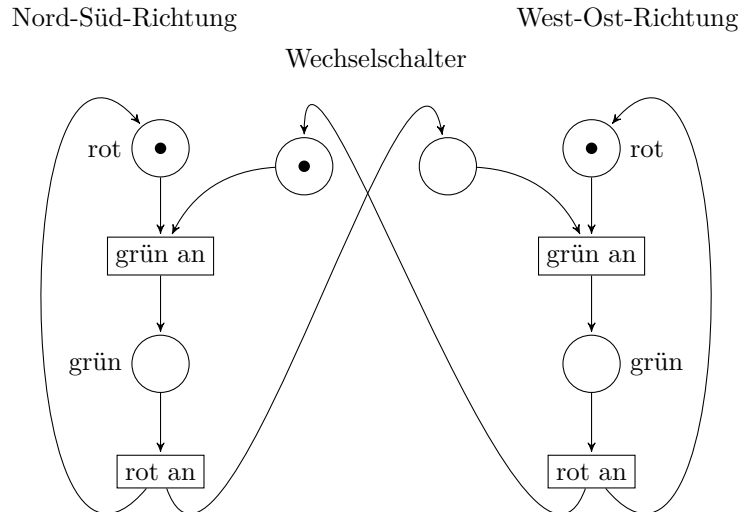 Nord-Süd-Richtung
West-Ost-Richtung
Wechselschalter
rot
rot
grün an
grün an
grün
grün
rot an
rot an